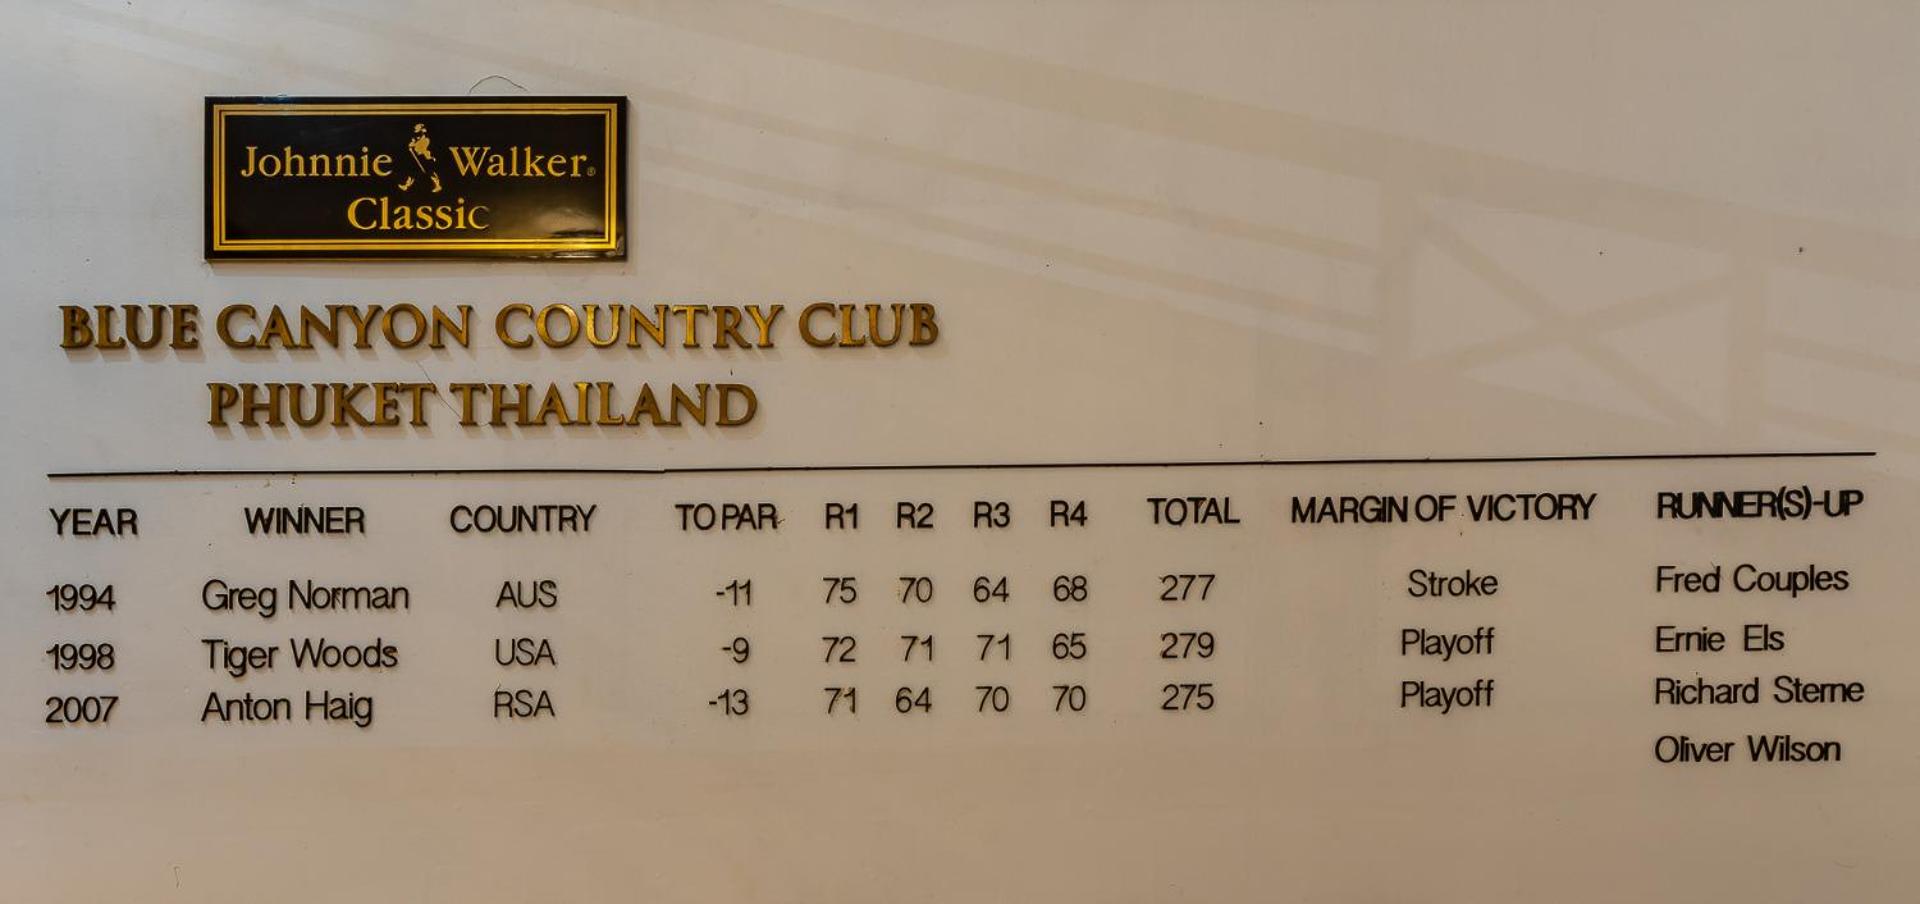 Johnnie Walker®
Classic
BLUE CANYON COUNTRY CLUB
PHUKET THAILAND
YEAR WINNER COUNTRY TO PAR R1 R2 R3 R4 TOTAL MARGIN OF VICTORY RUNNER(S)-UP
1994 Greg Norman AUS -11 75 70 64 68 277 Stroke Fred Couples
1998 Tiger Woods USA -9 72 71 71 65 279 Playoff Ernie Els
2007 Anton Haig RSA -13 71 64 70 70 275 Playoff Richard Sterne
Oliver Wilson